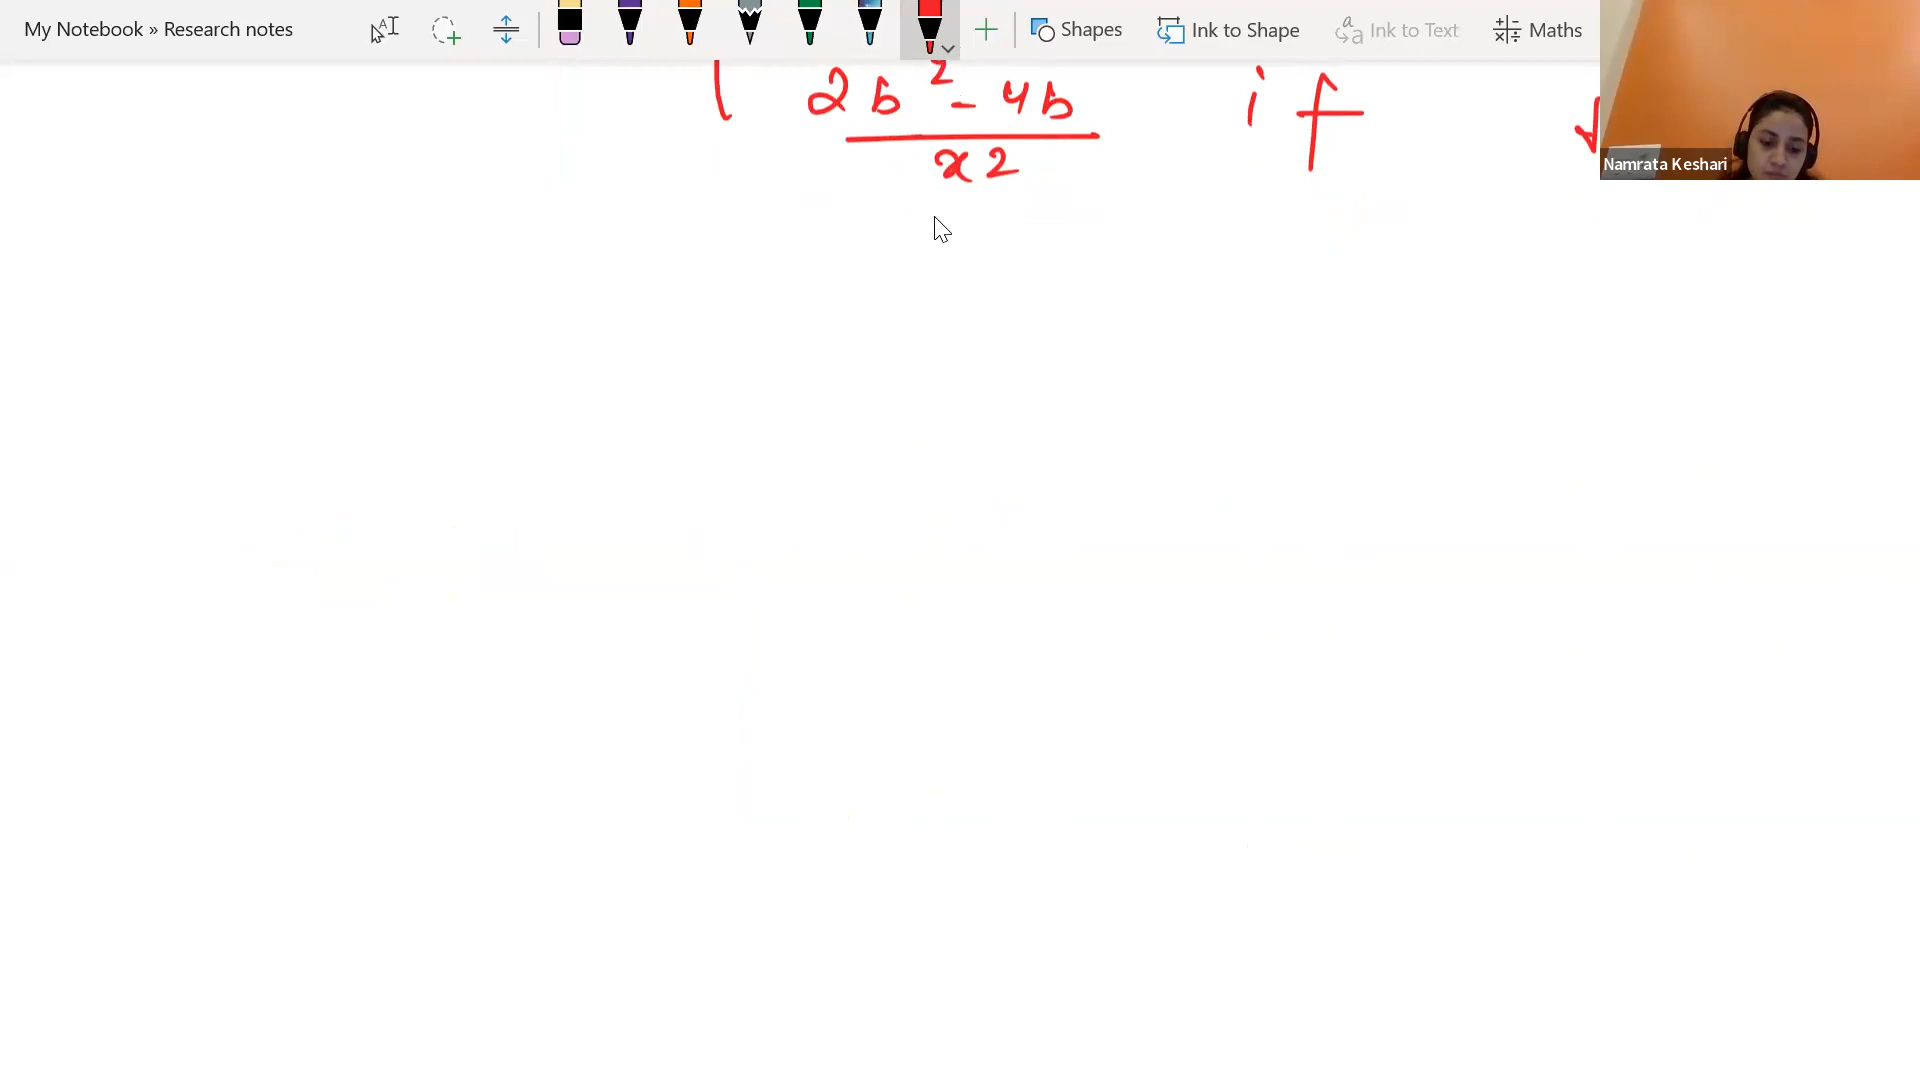 My Notebook » Research notes
Shapes
Ink to Shape
Ink to Text
Maths
2b² - 4b
if
x2
Namrata Keshari